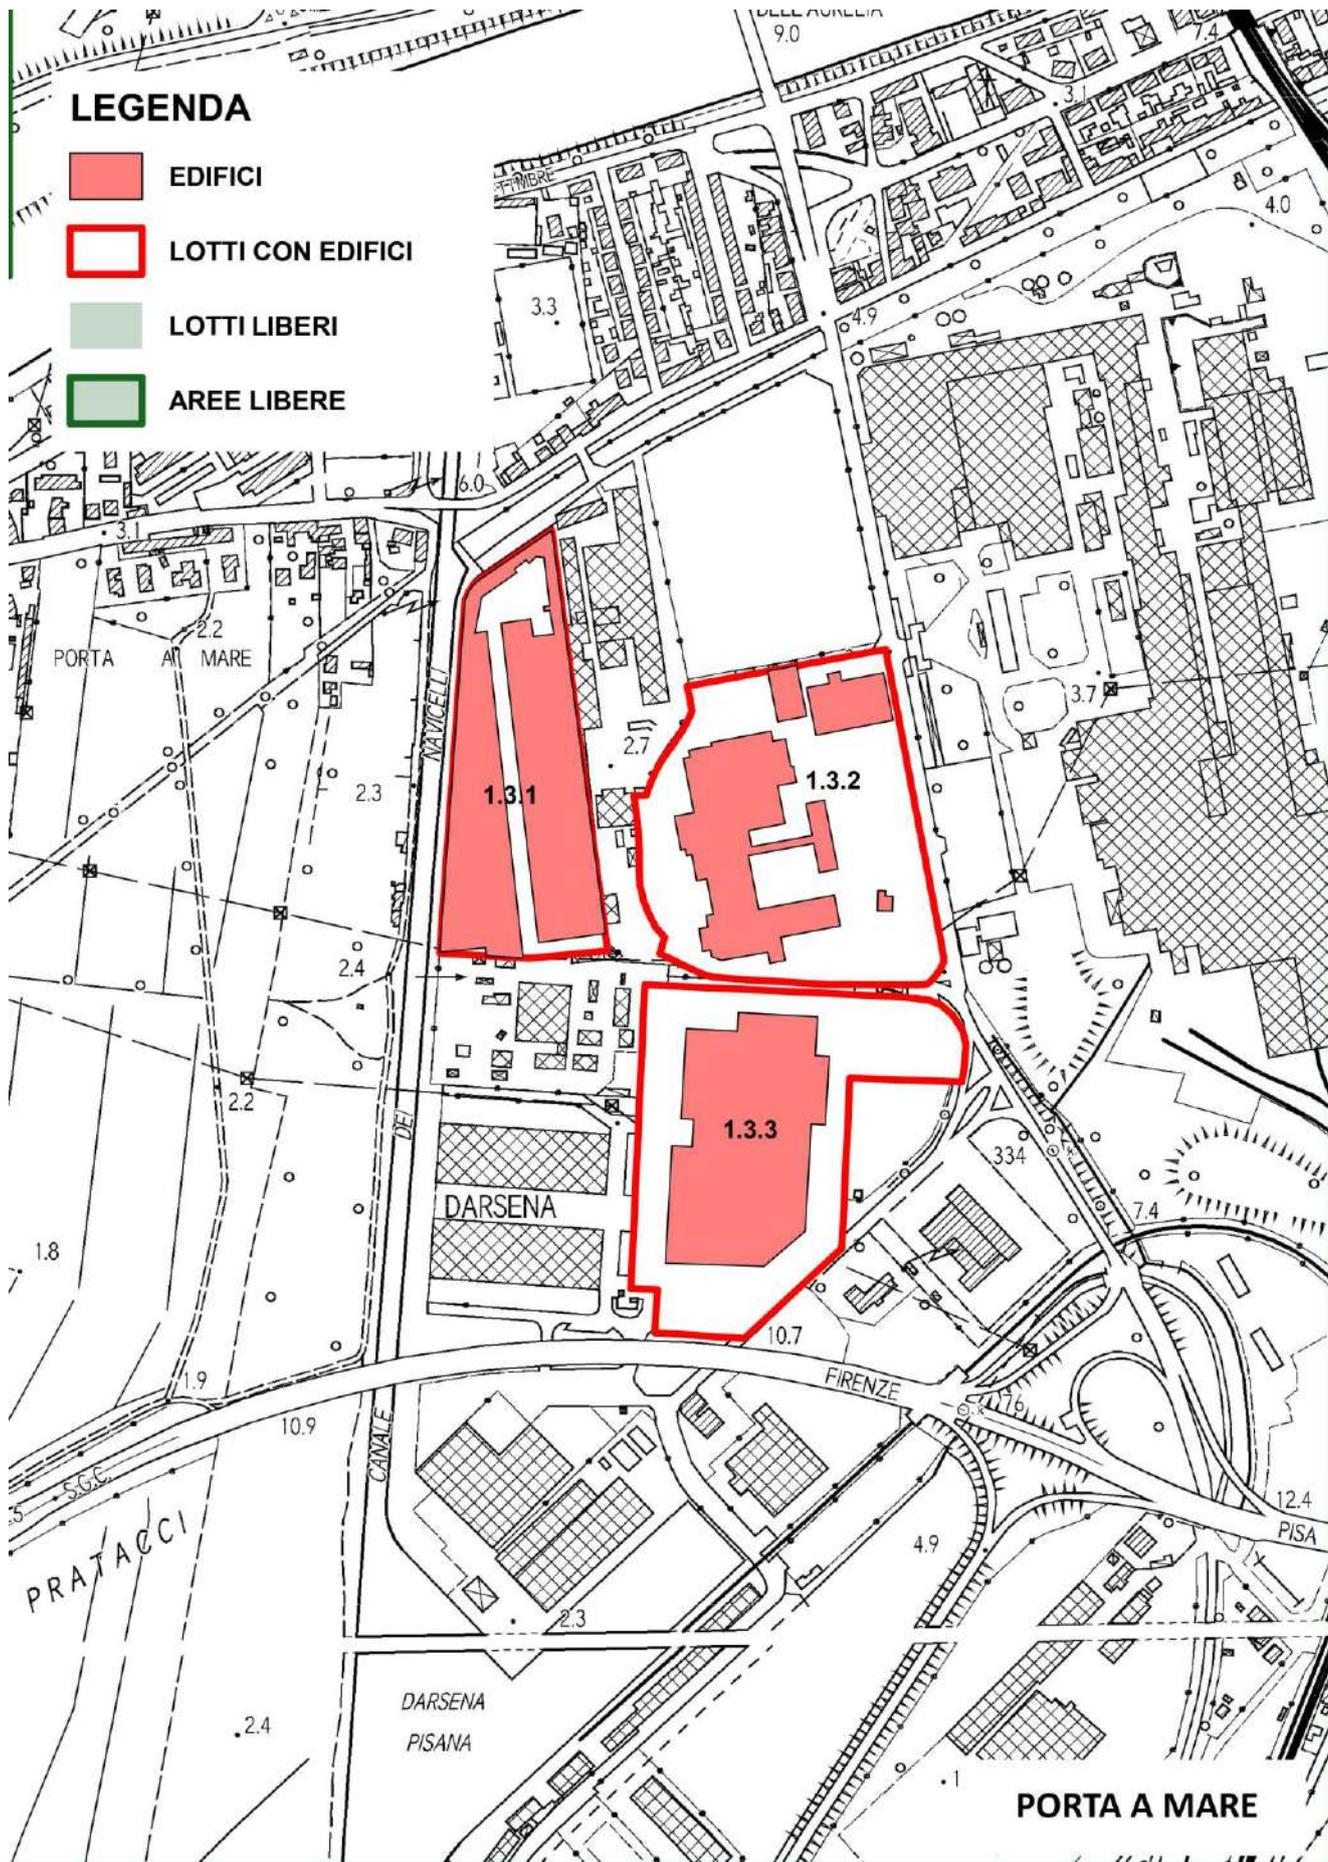 DELL'AURELIA
9.0
7.4
3.1
LEGENDA
EDIFICI
LOTTI CON EDIFICI
LOTTI LIBERI
AREE LIBERE
4.0
3.3
4.9
6.0
3.1
2.2
PORTA A MARE
3.7
NAVICELLI
2.7
1.3.1
1.3.2
2.3
2.4
2.2
DEI
1.3.3
334
DARSENA
7.4
1.8
10.7
1.9
FIRENZE
76
10.9
CANALE
S.G.C.
12.4
PISA
PRATACCI
4.9
2.3
DARSENA
PISANA
2.4
1
PORTA A MARE